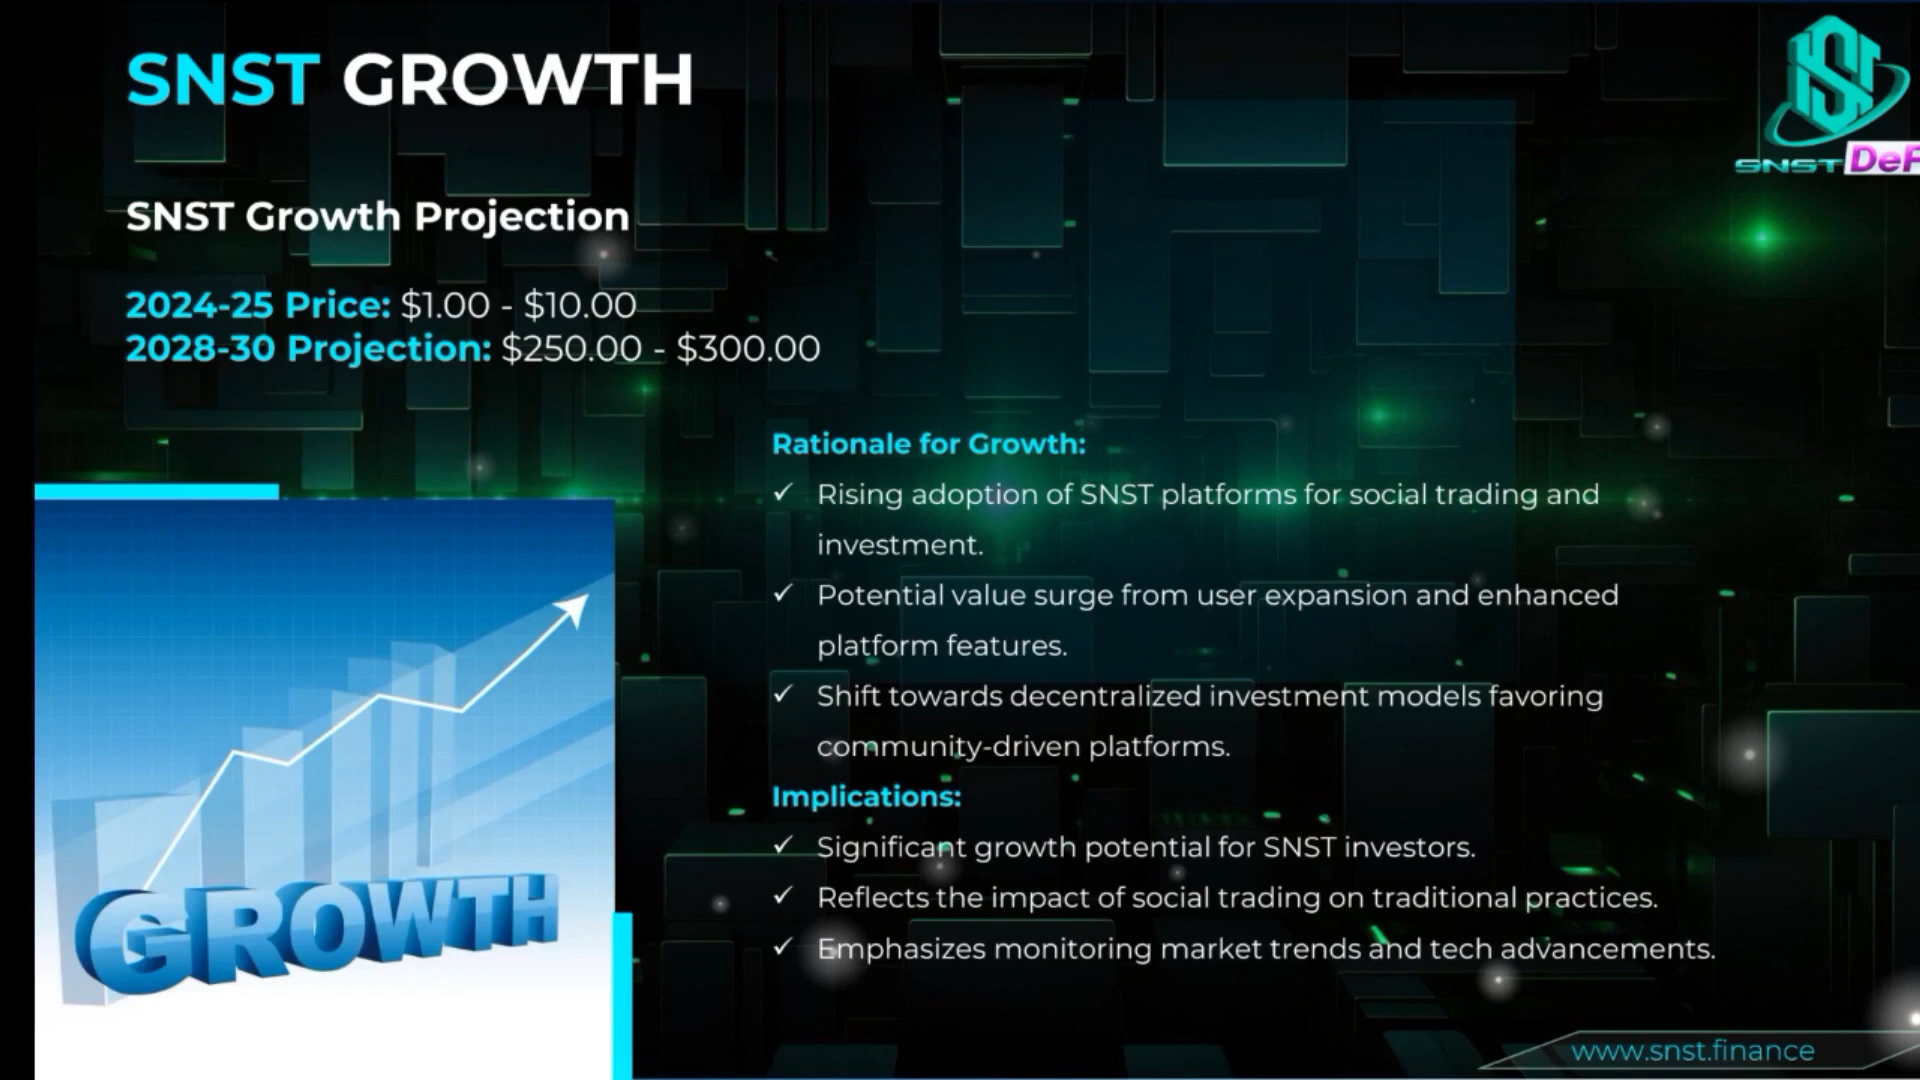 SNST GROWTH
SNST DeF
SNST Growth Projection
2024-25 Price: $1.00 - $10.00
2028-30 Projection: $250.00 - $300.00
Rationale for Growth:
✓ Rising adoption of SNST platforms for social trading and
investment.
✓ Potential value surge from user expansion and enhanced
platform features.
✓ Shift towards decentralized investment models favoring
community-driven platforms.
Implications:
✓ Significant growth potential for SNST investors.
✓ Reflects the impact of social trading on traditional practices.
✓ Emphasizes monitoring market trends and tech advancements.
GROWTH
www.snst.finance